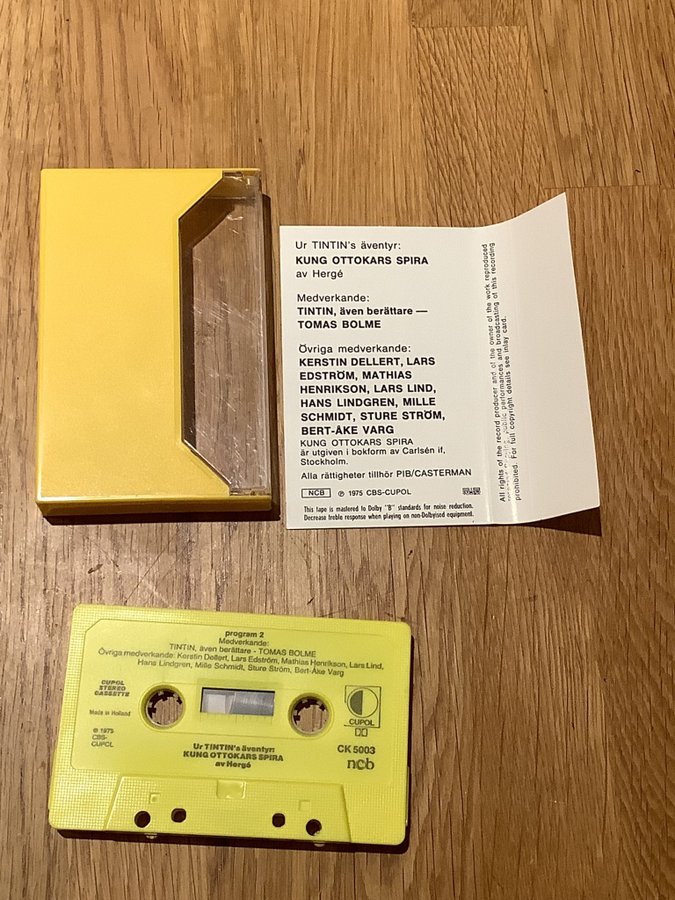 Ur TINTIN's äventyr:
KUNG OTTOKARS SPIRA
av Hergé
Medverkande:
TINTIN, även berättare —
TOMAS BOLME
Övriga medverkande:
KERSTIN DELLERT, LARS
EDSTRÖM, MATHIAS
HENRIKSON, LARS LIND,
HANS LINDGREN, MILLE
SCHMIDT, STURE STRÖM,
BERT-ÅKE VARG
KUNG OTTOKARS SPIRA
är utgiven i bokform av Carlsén if,
Stockholm.
Alla rättigheter tillhör PIB/CASTERMAN
NCB ℗ 1975 CBS-CUPOL
This tape is mastered to Dolby "B" standards for noise reduction.
Decrease treble response when playing on non-Dolbyised equipment.
All rights of the record producer and of the owner of the work reproduced
public performances and broadcasting of this recording
prohibited. For full copyright details see inlay card.
program 2
Medverkande:
TINTIN, även berättare - TOMAS BOLME
Övriga medverkande: Kerstin Dellert, Lars Edström, Mathias Henrikson, Lars Lind,
Hans Lindgren, Mille Schmidt, Sture Ström, Bert-Åke Varg
CUPOL
STEREO
CASSETTE
Made in Holland
℗ 1975
CBS-
CUPOL
CUPOL
CK 5003
ncb
Ur TINTIN's äventyr:
KUNG OTTOKARS SPIRA
av Hergé